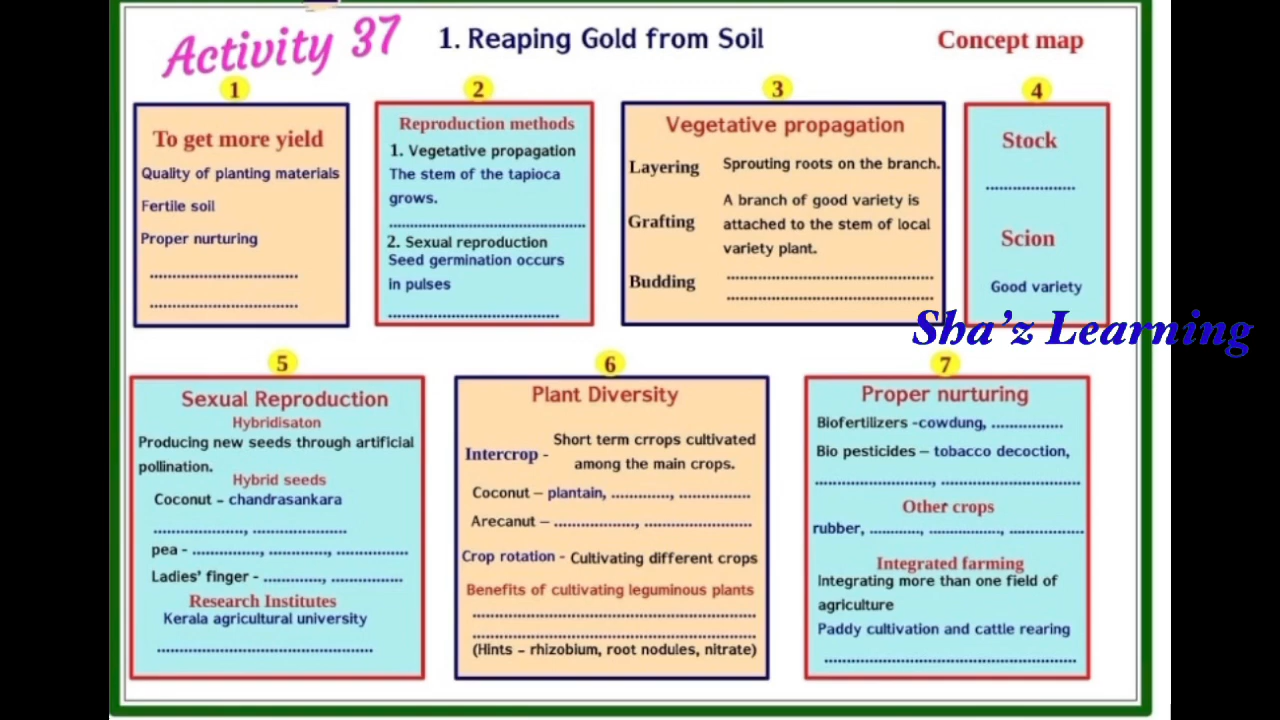 Activity 37
1. Reaping Gold from Soil
Concept map
1
To get more yield
Quality of planting materials
Fertile soil
Proper nurturing
................................
................................
2
Reproduction methods
1. Vegetative propagation
The stem of the tapioca
grows.
..........................................
2. Sexual reproduction
Seed germination occurs
in pulses
.....................................
3
Vegetative propagation
Layering Sprouting roots on the branch.
Grafting A branch of good variety is
attached to the stem of local
variety plant.
Budding ............................................
............................................
4
Stock
....................
Scion
Good variety
Sha'z Learning
5
Sexual Reproduction
Hybridisaton
Producing new seeds through artificial
pollination.
Hybrid seeds
Coconut – chandrasankara
...................., ....................
pea - .............., ..............., ...............
Ladies' finger - ............., ...............
Research Institutes
Kerala agricultural university
..............................................
6
Plant Diversity
Intercrop - Short term crrops cultivated
among the main crops.
Coconut – plantain, ............., ...............
Arecanut – .................., .......................
Crop rotation - Cultivating different crops
Benefits of cultivating leguminous plants
.............................................................
.............................................................
(Hints – rhizobium, root nodules, nitrate)
7
Proper nurturing
Biofertilizers -cowdung, ...............
Bio pesticides – tobacco decoction,
.........................., ..............................
Other crops
rubber, ..........., ................, ................
Integrated farming
Integrating more than one field of
agriculture
Paddy cultivation and cattle rearing
......................................................